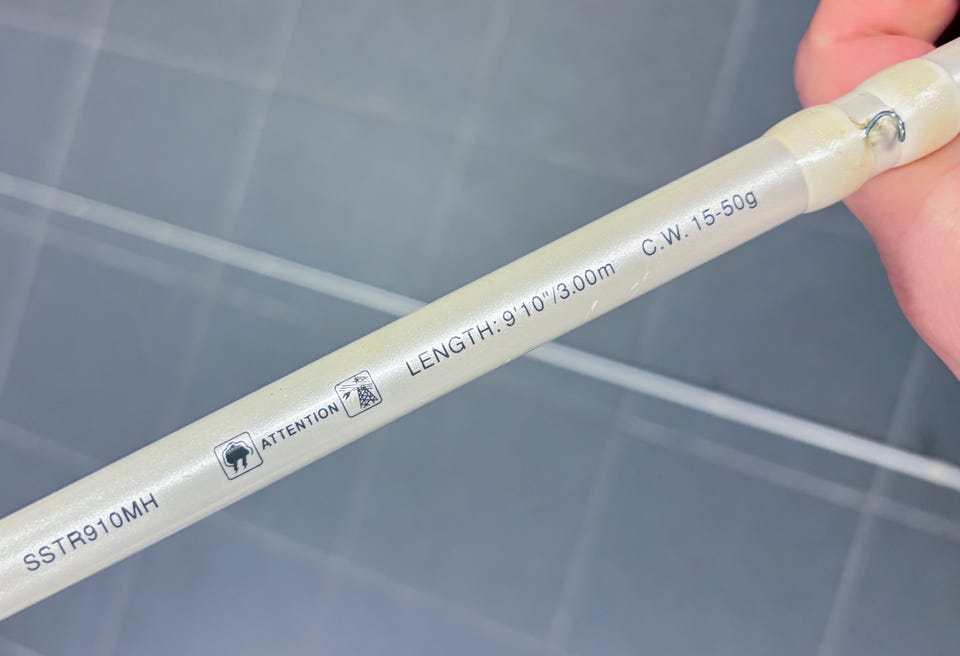 SSTR910MH ATTENTION LENGTH: 9'10"/3.00m C.W. 15-50g